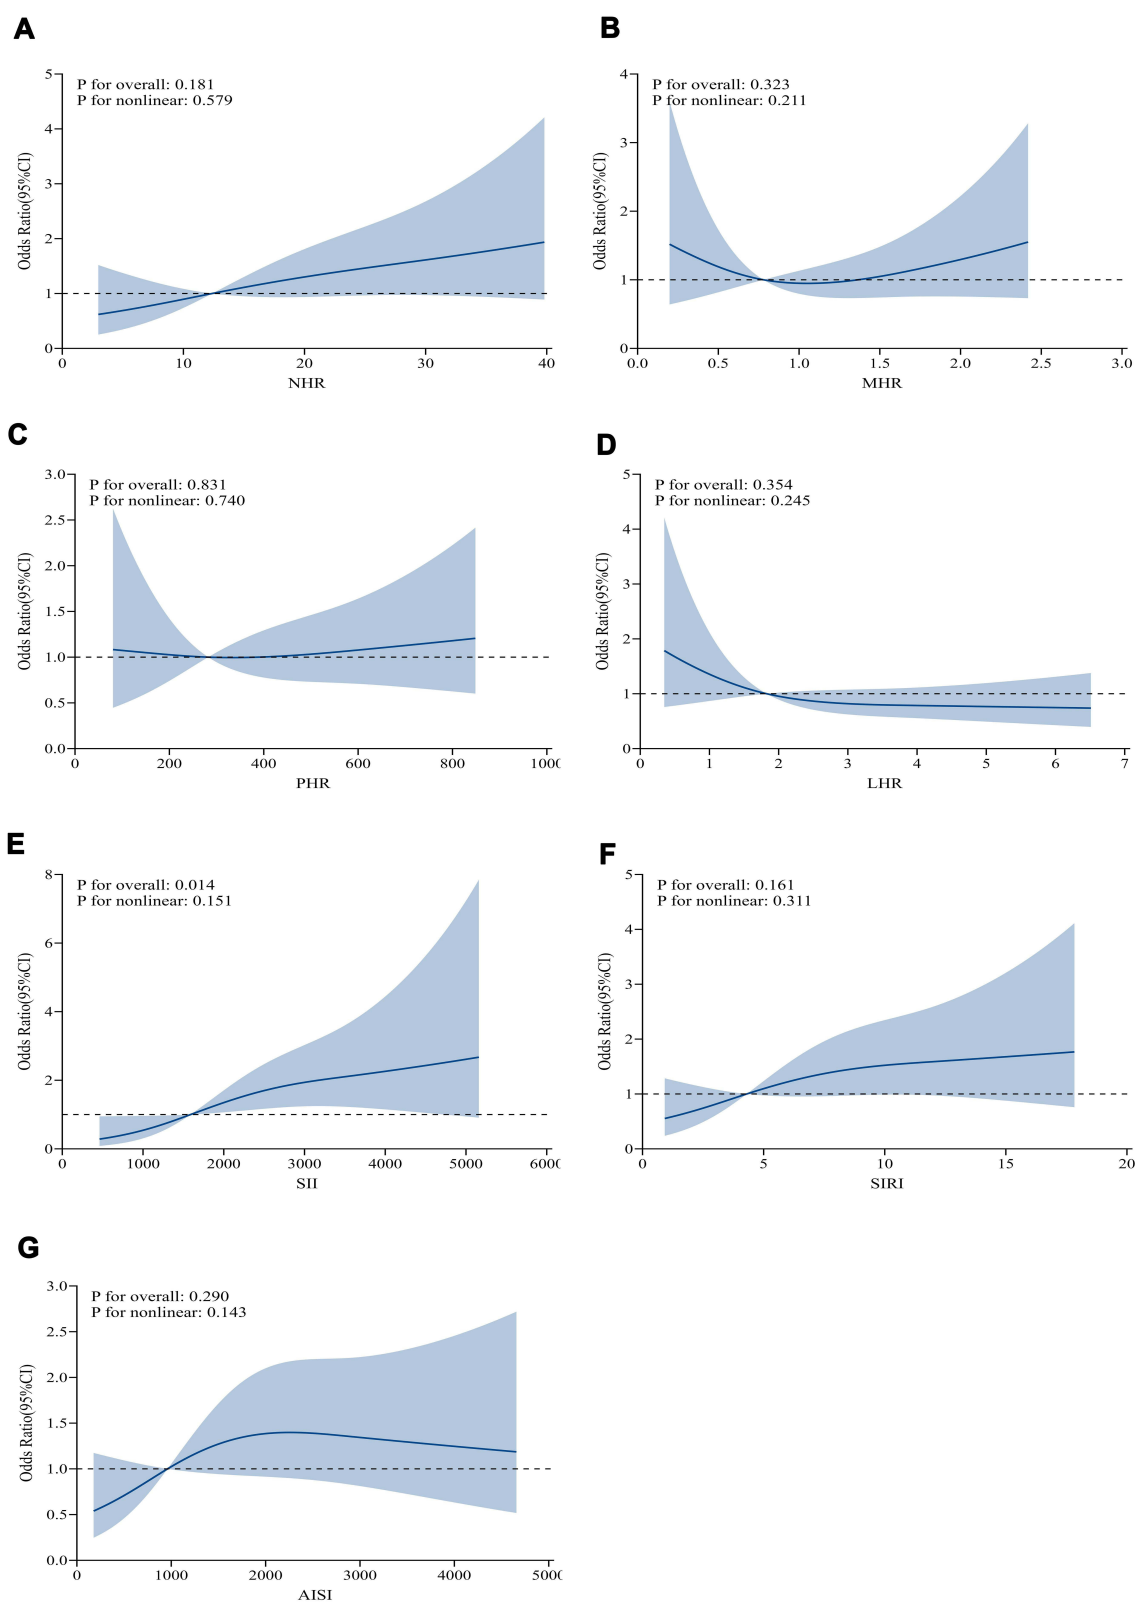 A
P for overall: 0.181
P for nonlinear: 0.579
Odds Ratio(95%CI)
5
4
3
2
1
0
0 10 20 30 40
NHR
B
P for overall: 0.323
P for nonlinear: 0.211
Odds Ratio(95%CI)
4
3
2
1
0
0.0 0.5 1.0 1.5 2.0 2.5 3.0
MHR
C
P for overall: 0.831
P for nonlinear: 0.740
Odds Ratio(95%CI)
3.0
2.5
2.0
1.5
1.0
0.5
0.0
0 200 400 600 800 100
PHR
D
P for overall: 0.354
P for nonlinear: 0.245
Odds Ratio(95%CI)
5
4
3
2
1
0
0 1 2 3 4 5 6 7
LHR
E
P for overall: 0.014
P for nonlinear: 0.151
Odds Ratio(95%CI)
8
6
4
2
0
0 1000 2000 3000 4000 5000 600
SII
F
P for overall: 0.161
P for nonlinear: 0.311
Odds Ratio(95%CI)
5
4
3
2
1
0
0 5 10 15 20
SIRI
G
P for overall: 0.290
P for nonlinear: 0.143
Odds Ratio(95%CI)
3.0
2.5
2.0
1.5
1.0
0.5
0.0
0 1000 2000 3000 4000 500
AISI